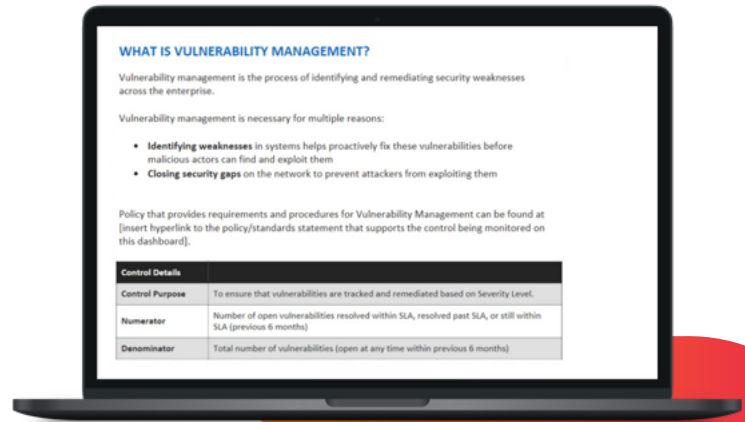 WHAT IS VULNERABILITY MANAGEMENT?
Vulnerability management is the process of identifying and remediating security weaknesses
across the enterprise.
Vulnerability management is necessary for multiple reasons:
• Identifying weaknesses in systems helps proactively fix these vulnerabilities before
malicious actors can find and exploit them
• Closing security gaps on the network to prevent attackers from exploiting them
Policy that provides requirements and procedures for Vulnerability Management can be found at
[insert hyperlink to the policy/standards statement that supports the control being monitored on
this dashboard].
Control Details
Control Purpose To ensure that vulnerabilities are tracked and remediated based on Severity Level.
Numerator Number of open vulnerabilities resolved within SLA, resolved past SLA, or still within
SLA (previous 6 months)
Denominator Total number of vulnerabilities (open at any time within previous 6 months)